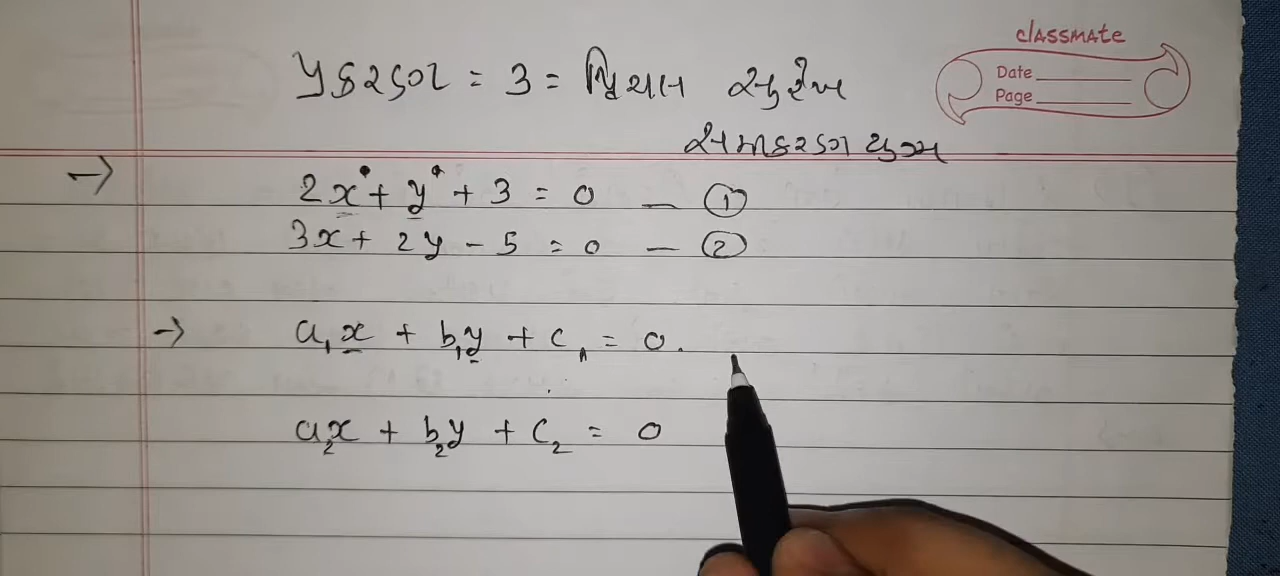 પ્રકરણ = 3 = દ્વિચલ સુરેખ
classmate
Date
Page
સમીકરણ યુગ્મ
→ 2x + y + 3 = 0 — ①
3x + 2y - 5 = 0 — ②
→ a₁x + b₁y + c₁ = 0.
a₂x + b₂y + c₂ = 0